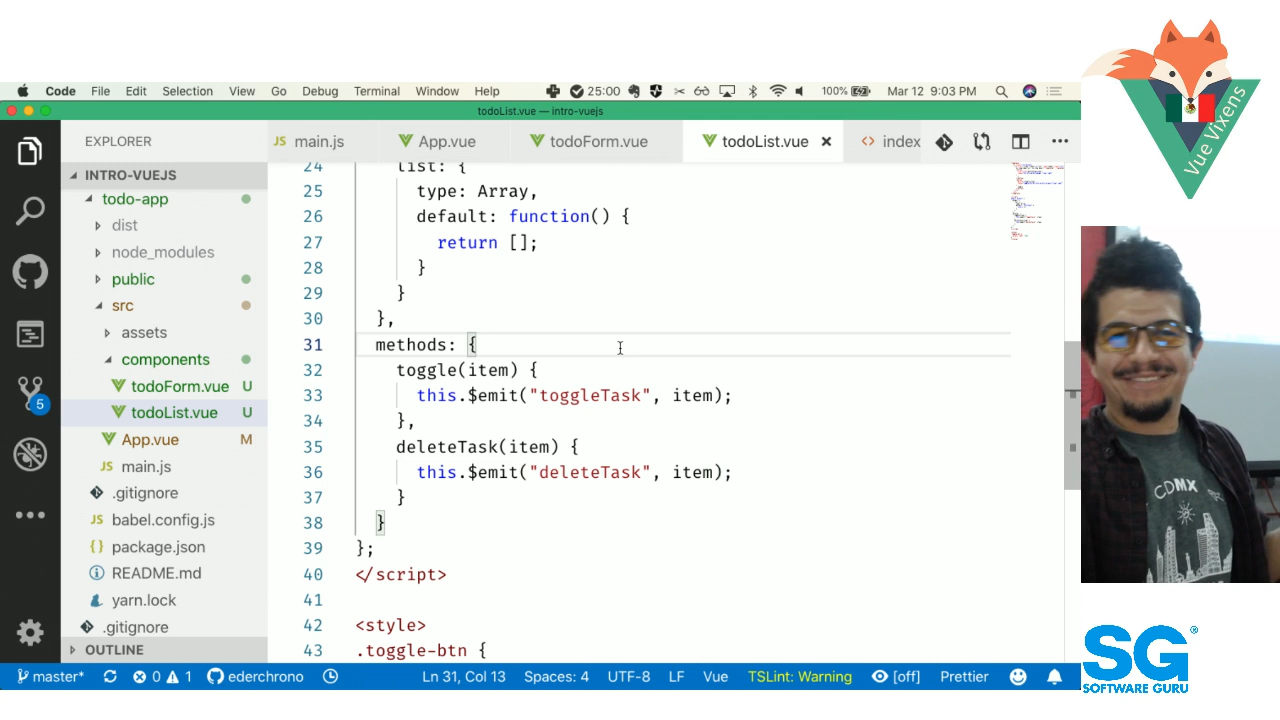 Code File Edit Selection View Go Debug Terminal Window Help 25:00 100% Mar 12 9:03 PM
todoList.vue — intro-vuejs
EXPLORER
JS main.js App.vue todoForm.vue todoList.vue <> index
INTRO-VUEJS
todo-app
dist
node_modules
public
src
assets
components
todoForm.vue U
todoList.vue U
App.vue M
JS main.js
.gitignore
JS babel.config.js
{} package.json
README.md
yarn.lock
.gitignore
OUTLINE
5
24 list: {
25 type: Array,
26 default: function() {
27 return [];
28 }
29 }
30 },
31 methods: {
32 toggle(item) {
33 this.$emit("toggleTask", item);
34 },
35 deleteTask(item) {
36 this.$emit("deleteTask", item);
37 }
38 }
39 };
40 </script>
41
42 <style>
43 .toggle-btn {
master* 0 1 ederchrono Ln 31, Col 13 Spaces: 4 UTF-8 LF Vue TSLint: Warning [off] Prettier
Vue Vixens
CDMX
SG®
SOFTWARE GURU